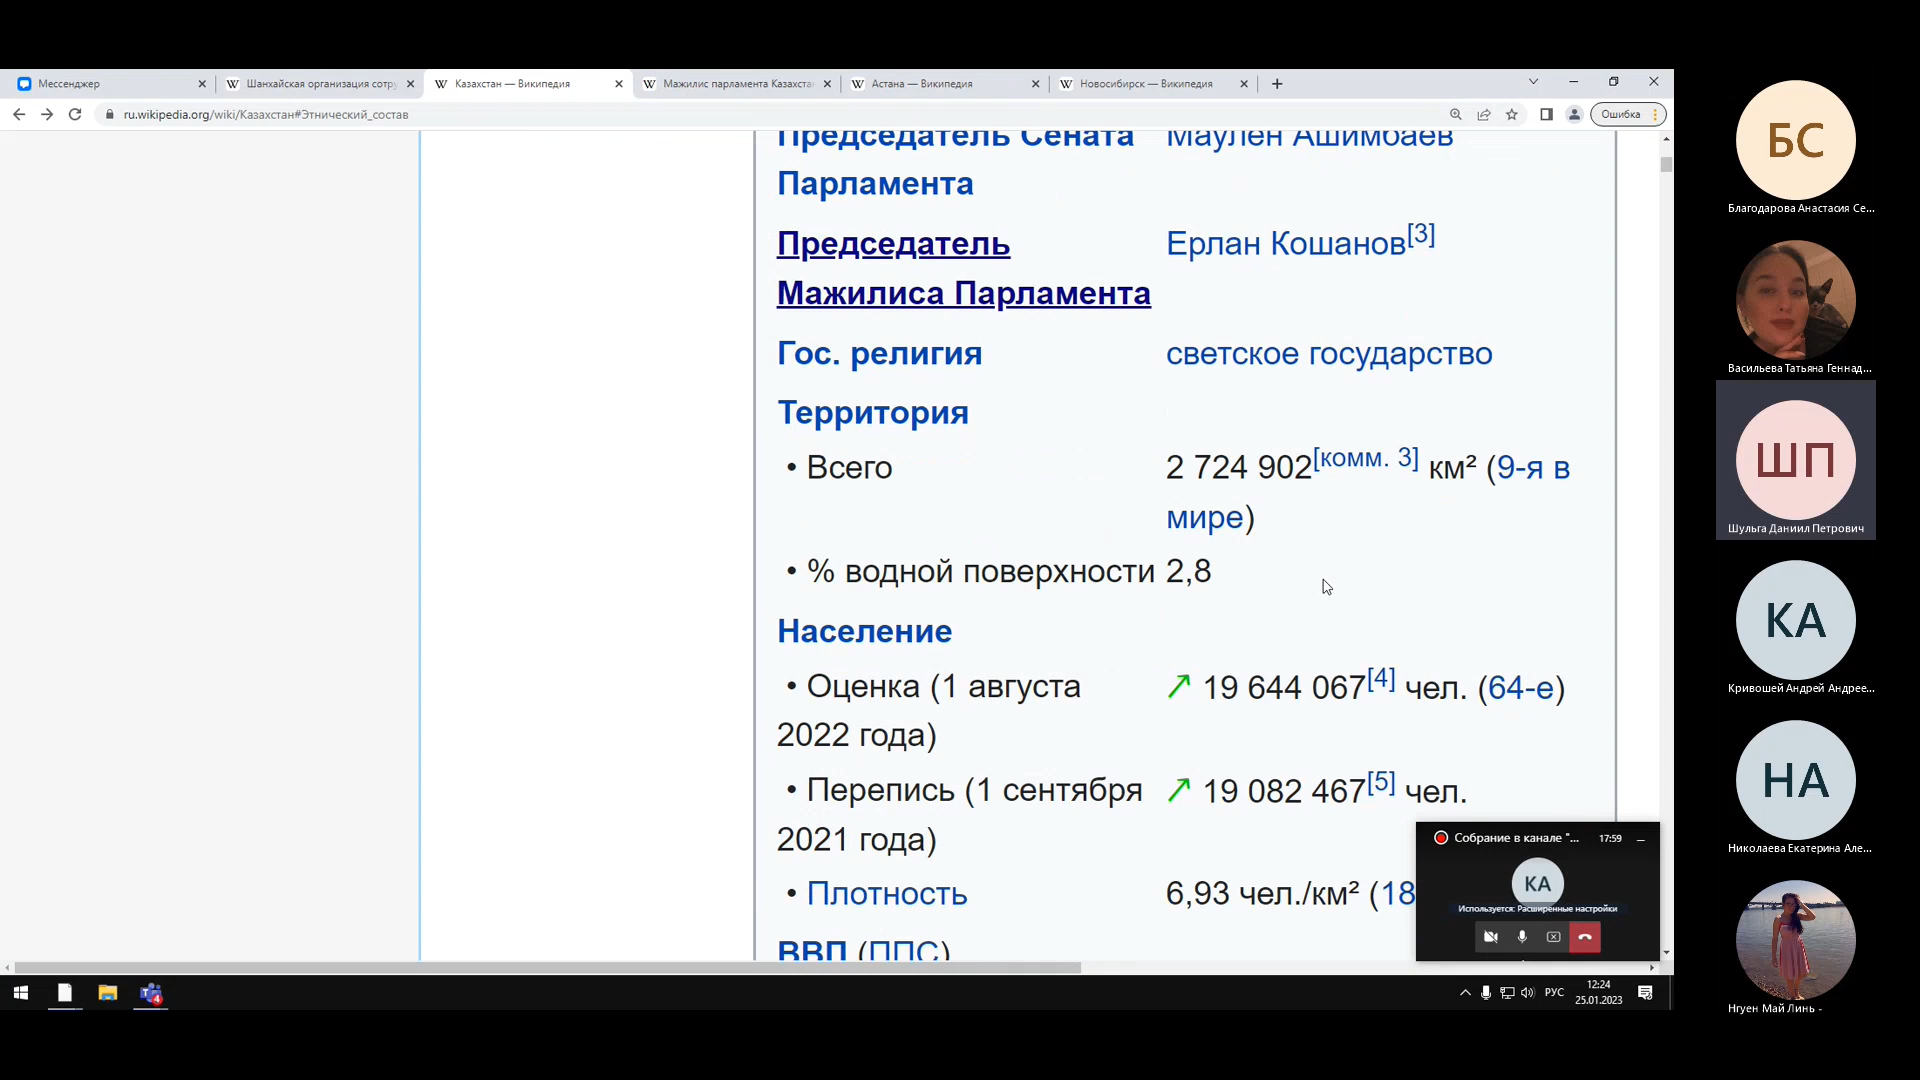 Мессенджер
Шанхайская организация сотру
Казахстан — Википедия
Мажилис парламента Казахстан
Астана — Википедия
Новосибирск — Википедия
ru.wikipedia.org/wiki/Казахстан#Этнический_состав
Ошибка
Председатель Сената Маулен Ашимбаев
Парламента
Председатель Ерлан Кошанов[3]
Мажилиса Парламента
Гос. религия светское государство
Территория
• Всего 2 724 902[комм. 3] км² (9-я в
мире)
• % водной поверхности 2,8
Население
• Оценка (1 августа ↗ 19 644 067[4] чел. (64-е)
2022 года)
• Перепись (1 сентября ↗ 19 082 467[5] чел.
2021 года)
• Плотность 6,93 чел./км² (18
ВВП (ППС)
Собрание в канале "... 17:59
КА
Используется: Расширенные настройки
4
РУС
12:24
25.01.2023
БС
Благодарова Анастасия Се...
Васильева Татьяна Геннад...
ШП
Шульга Даниил Петрович
КА
Кривошей Андрей Андрее...
НА
Николаева Екатерина Але...
Нгуен Май Линь -